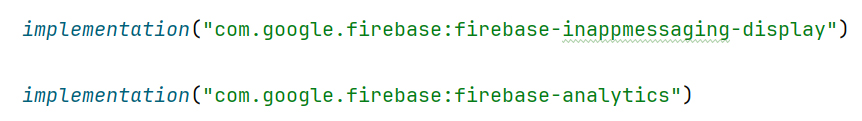 implementation("com.google.firebase:firebase-inappmessaging-display")
implementation("com.google.firebase:firebase-analytics")